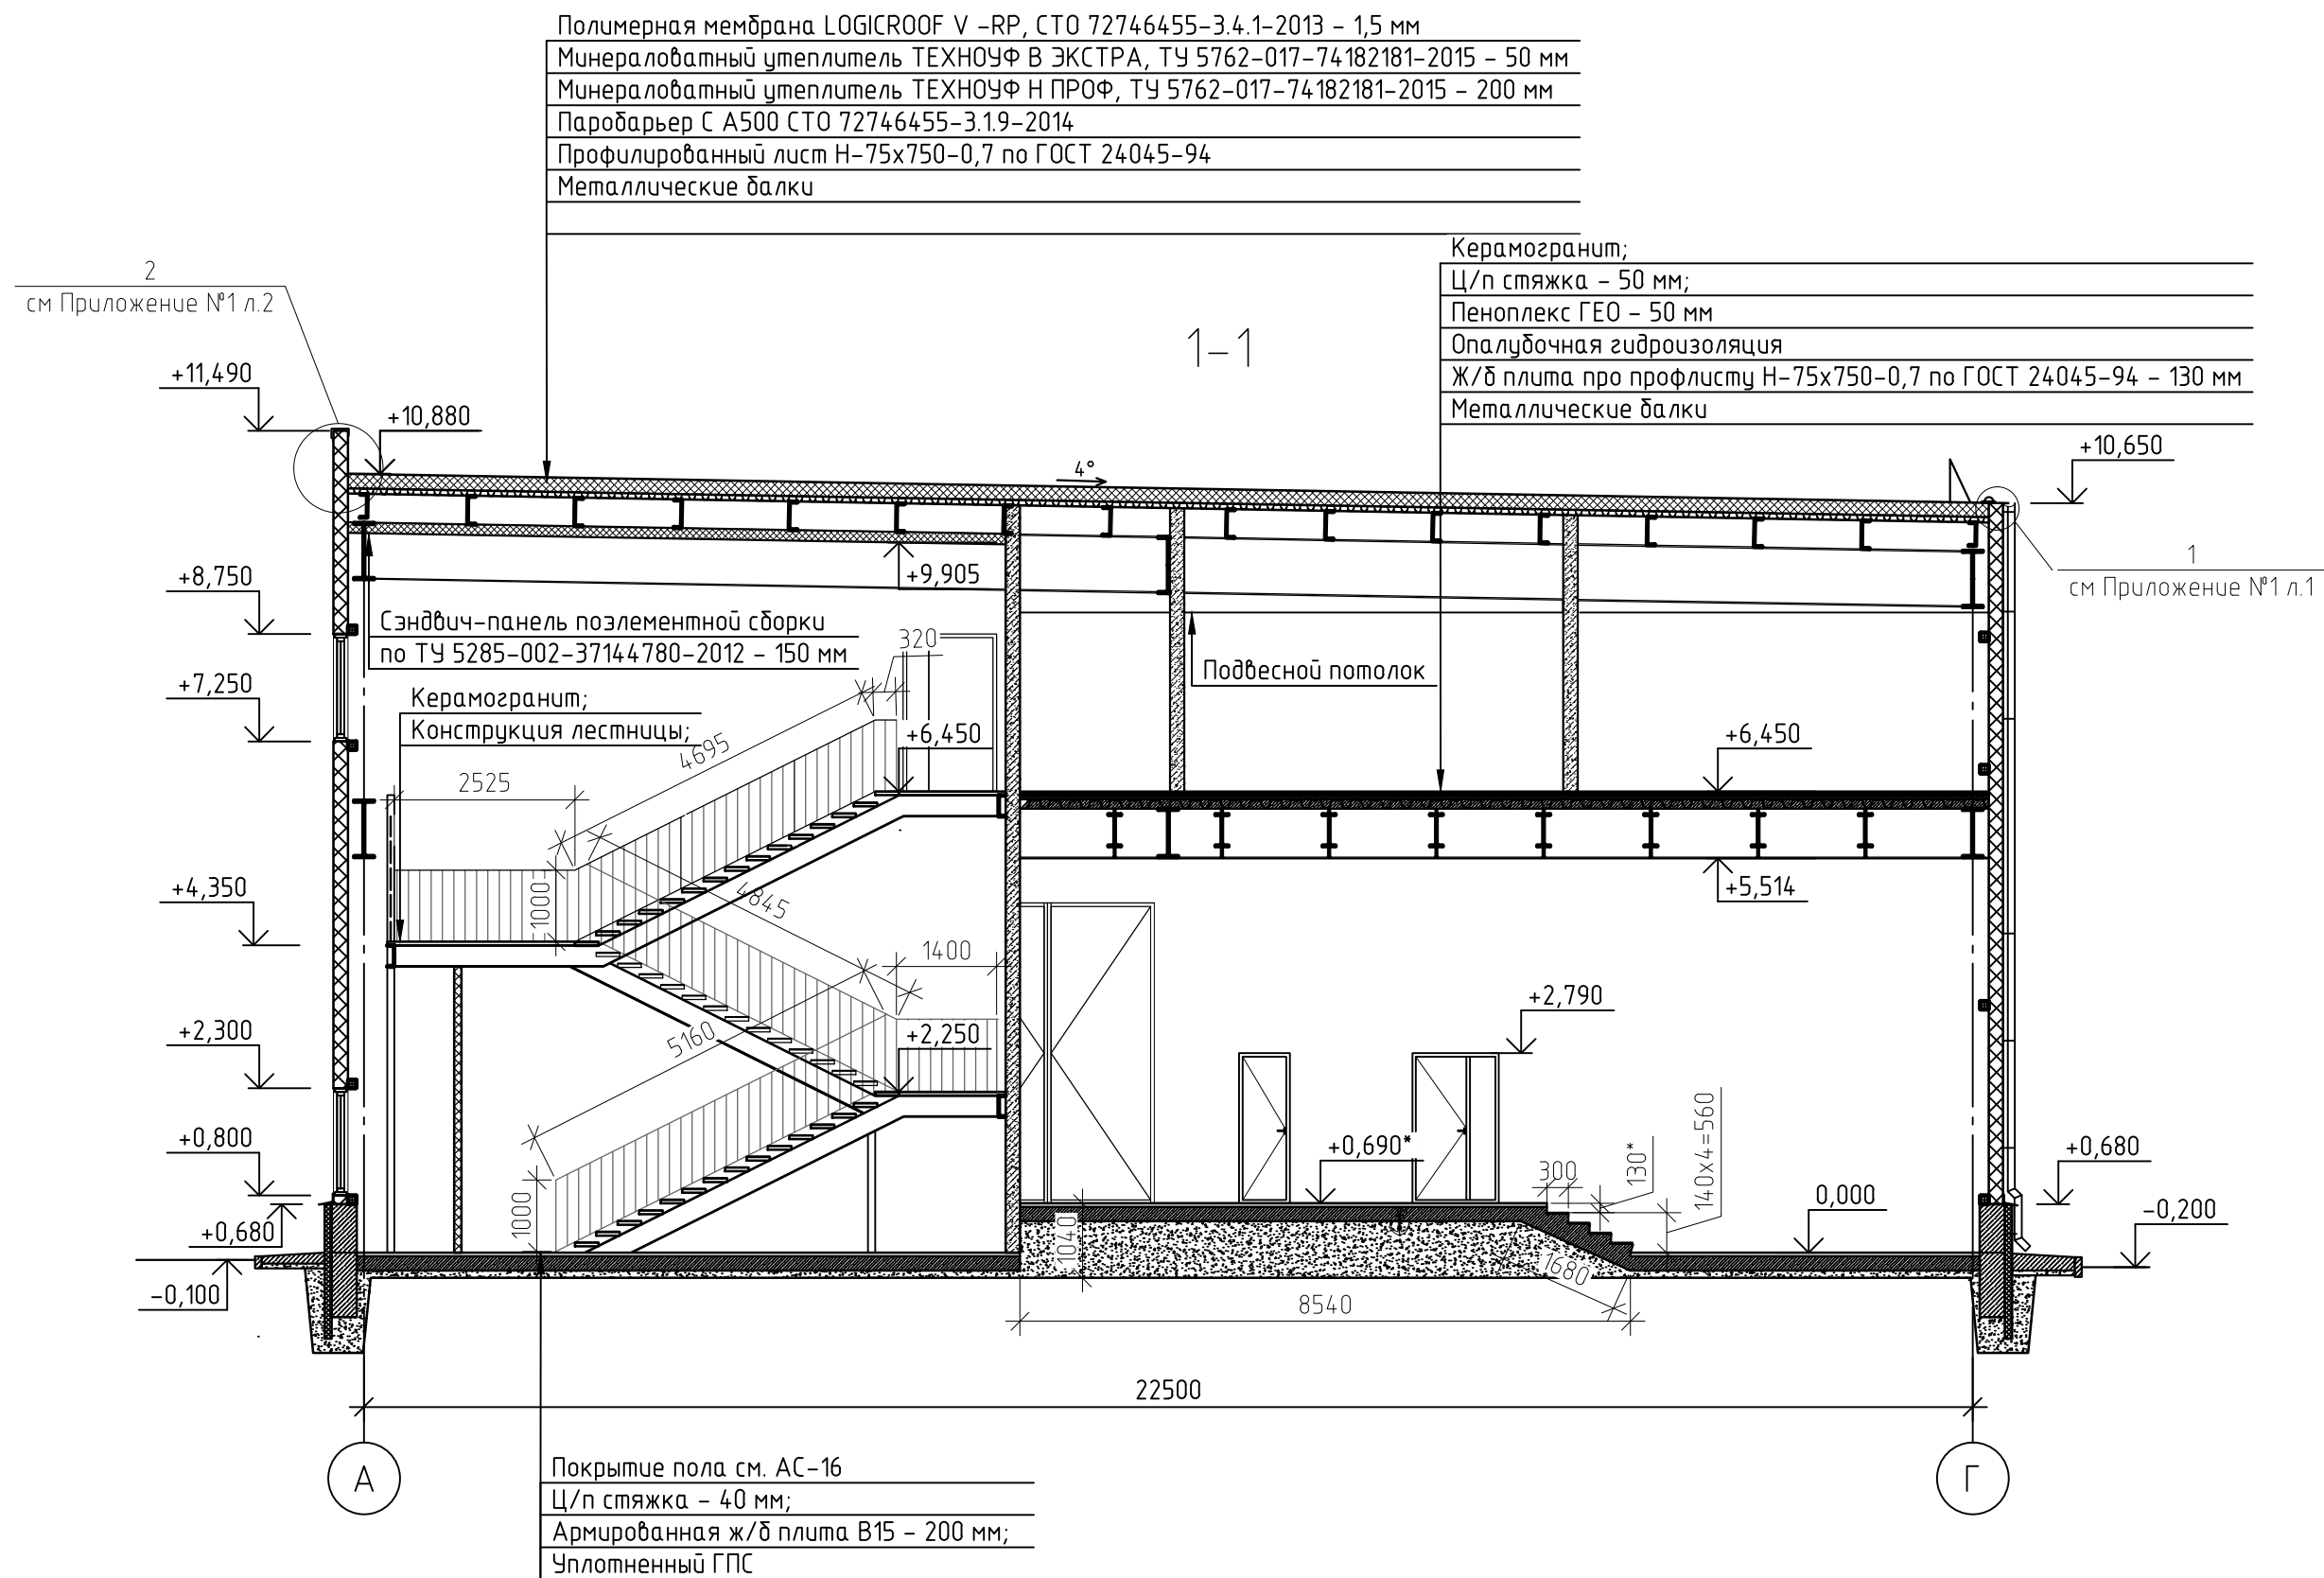 Полимерная мембрана LOGICROOF V -RP, СТО 72746455-3.4.1-2013 - 1,5 мм
Минераловатный утеплитель ТЕХНОУФ В ЭКСТРА, ТУ 5762-017-74182181-2015 - 50 мм
Минераловатный утеплитель ТЕХНОУФ Н ПРОФ, ТУ 5762-017-74182181-2015 - 200 мм
Паробарьер С А500 СТО 72746455-3.1.9-2014
Профилированный лист Н-75х750-0,7 по ГОСТ 24045-94
Металлические балки
Керамогранит;
Ц/п стяжка - 50 мм;
Пеноплекс ГЕО - 50 мм
Опалубочная гидроизоляция
Ж/б плита про профлисту Н-75х750-0,7 по ГОСТ 24045-94 - 130 мм
Металлические балки
2
см Приложение №1 л.2
1-1
+11,490
+10,880
4°
+10,650
+8,750
+9,905
1
см Приложение №1 л.1
Сэндвич-панель поэлементной сборки
по ТУ 5285-002-37144780-2012 - 150 мм
320
Подвесной потолок
+7,250
Керамогранит;
Конструкция лестницы;
4695
+6,450
+6,450
2525
+4,350
1000
4845
+5,514
1400
+2,790
+2,300
5160
+2,250
+0,800
+0,690*
300
130*
140х4=560
+0,680
0,000
+0,680
1000
1040
-0,200
-0,100
1680
8540
22500
А
Г
Покрытие пола см. АС-16
Ц/п стяжка - 40 мм;
Армированная ж/б плита В15 - 200 мм;
Уплотненный ГПС